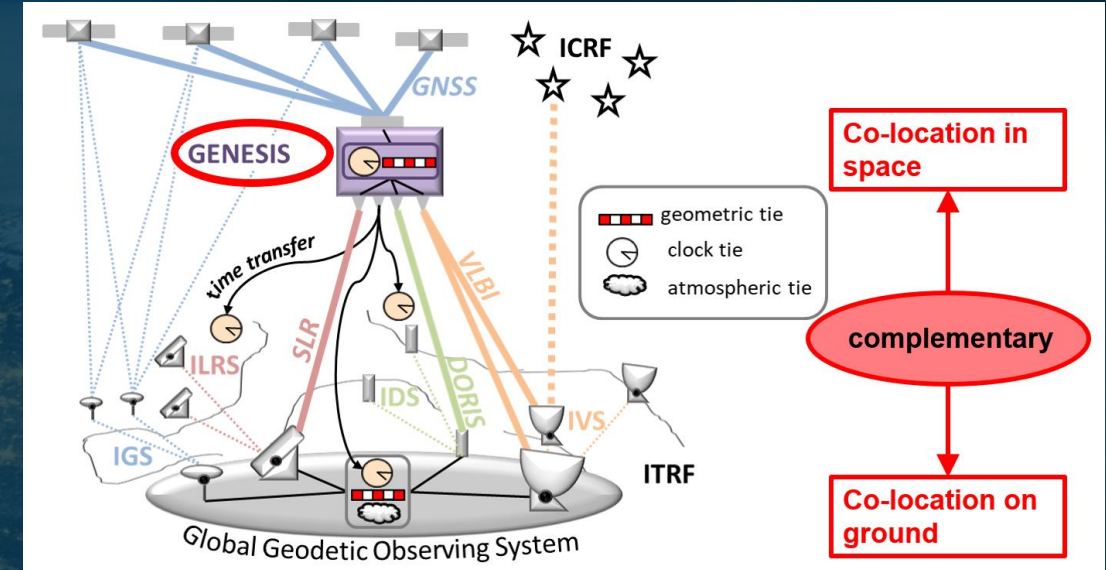 GNSS
ICRF
GENESIS
Co-location in
space
geometric tie
clock tie
atmospheric tie
time transfer
SLR
DORIS
VLBI
complementary
ILRS
IDS
IVS
IGS
ITRF
Co-location on
ground
Global Geodetic Observing System